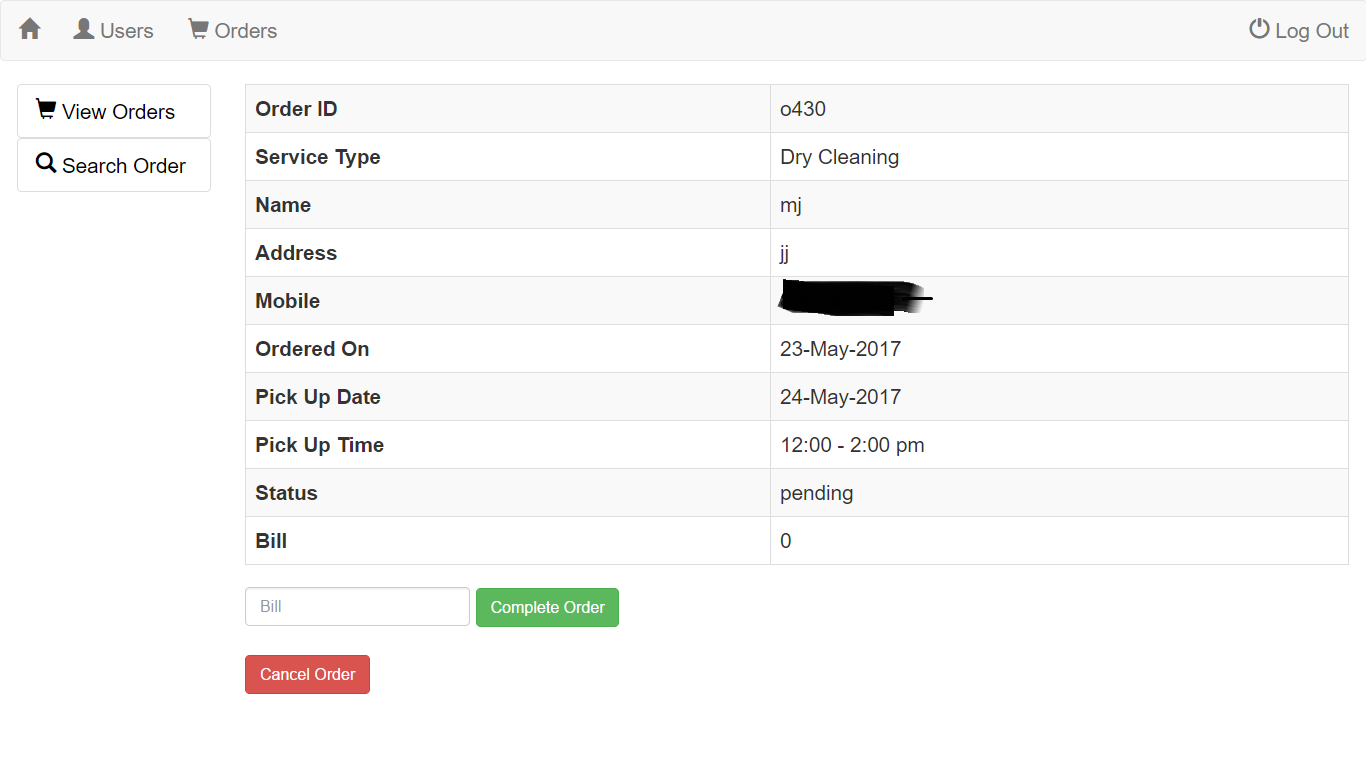 Users Orders Log Out
View Orders
Search Order
Order ID o430
Service Type Dry Cleaning
Name mj
Address jj
Mobile
Ordered On 23-May-2017
Pick Up Date 24-May-2017
Pick Up Time 12:00 - 2:00 pm
Status pending
Bill 0
Bill Complete Order
Cancel Order